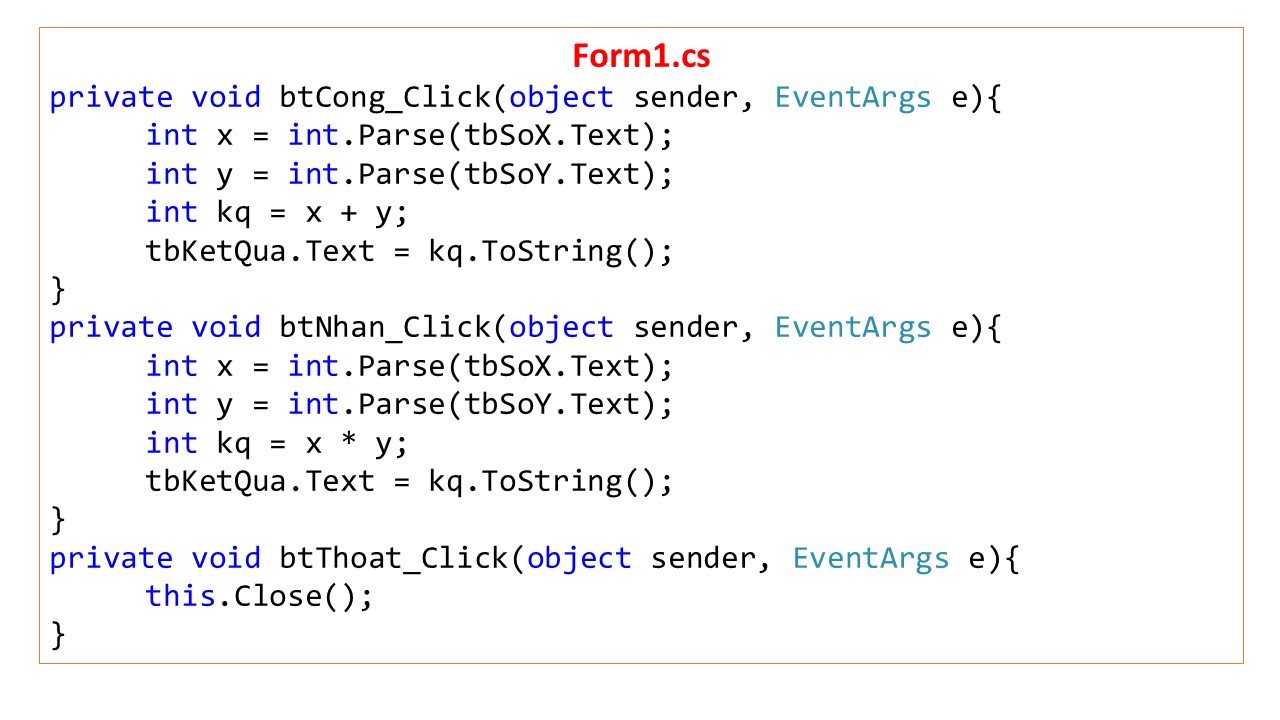 Form1.cs
private void btCong_Click(object sender, EventArgs e){
int x = int.Parse(tbSoX.Text);
int y = int.Parse(tbSoY.Text);
int kq = x + y;
tbKetQua.Text = kq.ToString();
}
private void btNhan_Click(object sender, EventArgs e){
int x = int.Parse(tbSoX.Text);
int y = int.Parse(tbSoY.Text);
int kq = x * y;
tbKetQua.Text = kq.ToString();
}
private void btThoat_Click(object sender, EventArgs e){
this.Close();
}